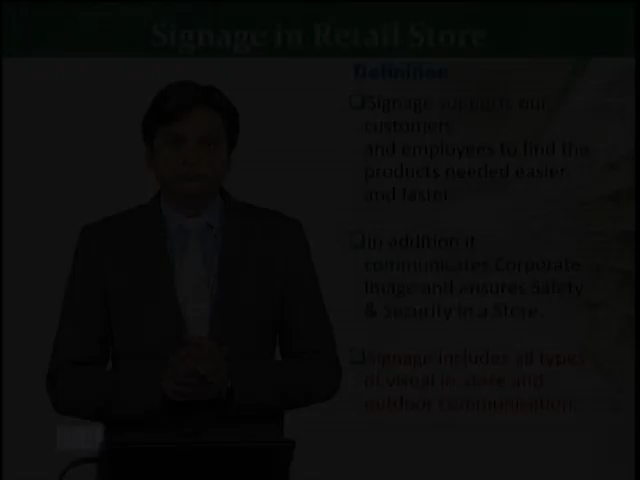 Signage in Retail Store
Definition
Signage supports our
customers
and employees to find the
products needed easier
and faster.
In addition it
communicates Corporate
Image and ensures Safety
& Security in a Store.
Signage includes all types
of visual in-store and
outdoor communication.